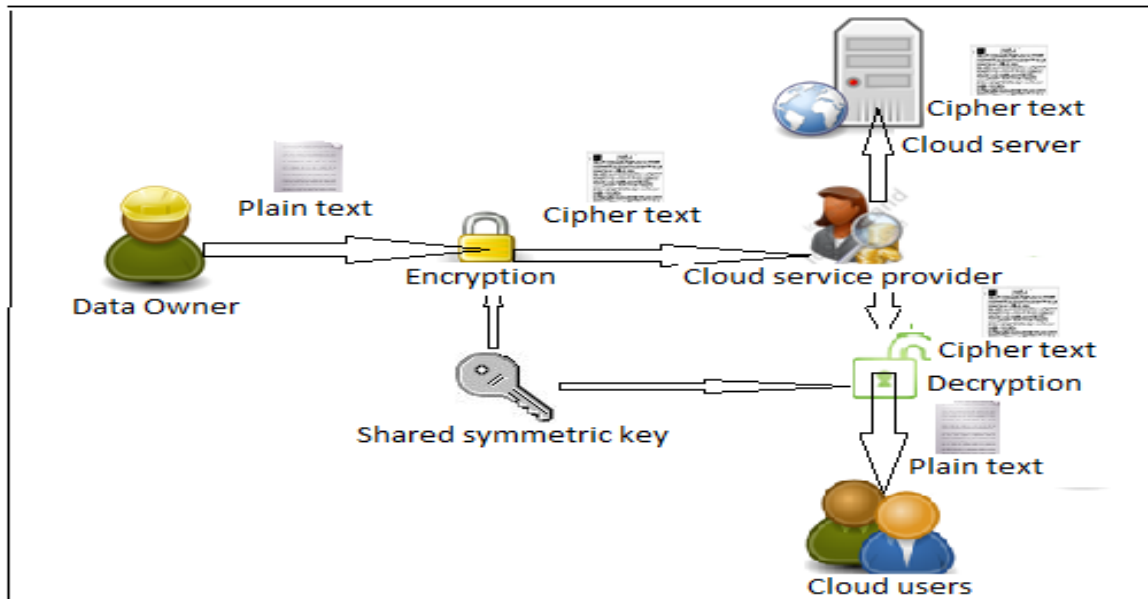 Cipher text
Cloud server
Plain text
Cipher text
Data Owner
Encryption
Cloud service provider
Cipher text
Decryption
Shared symmetric key
Plain text
Cloud users